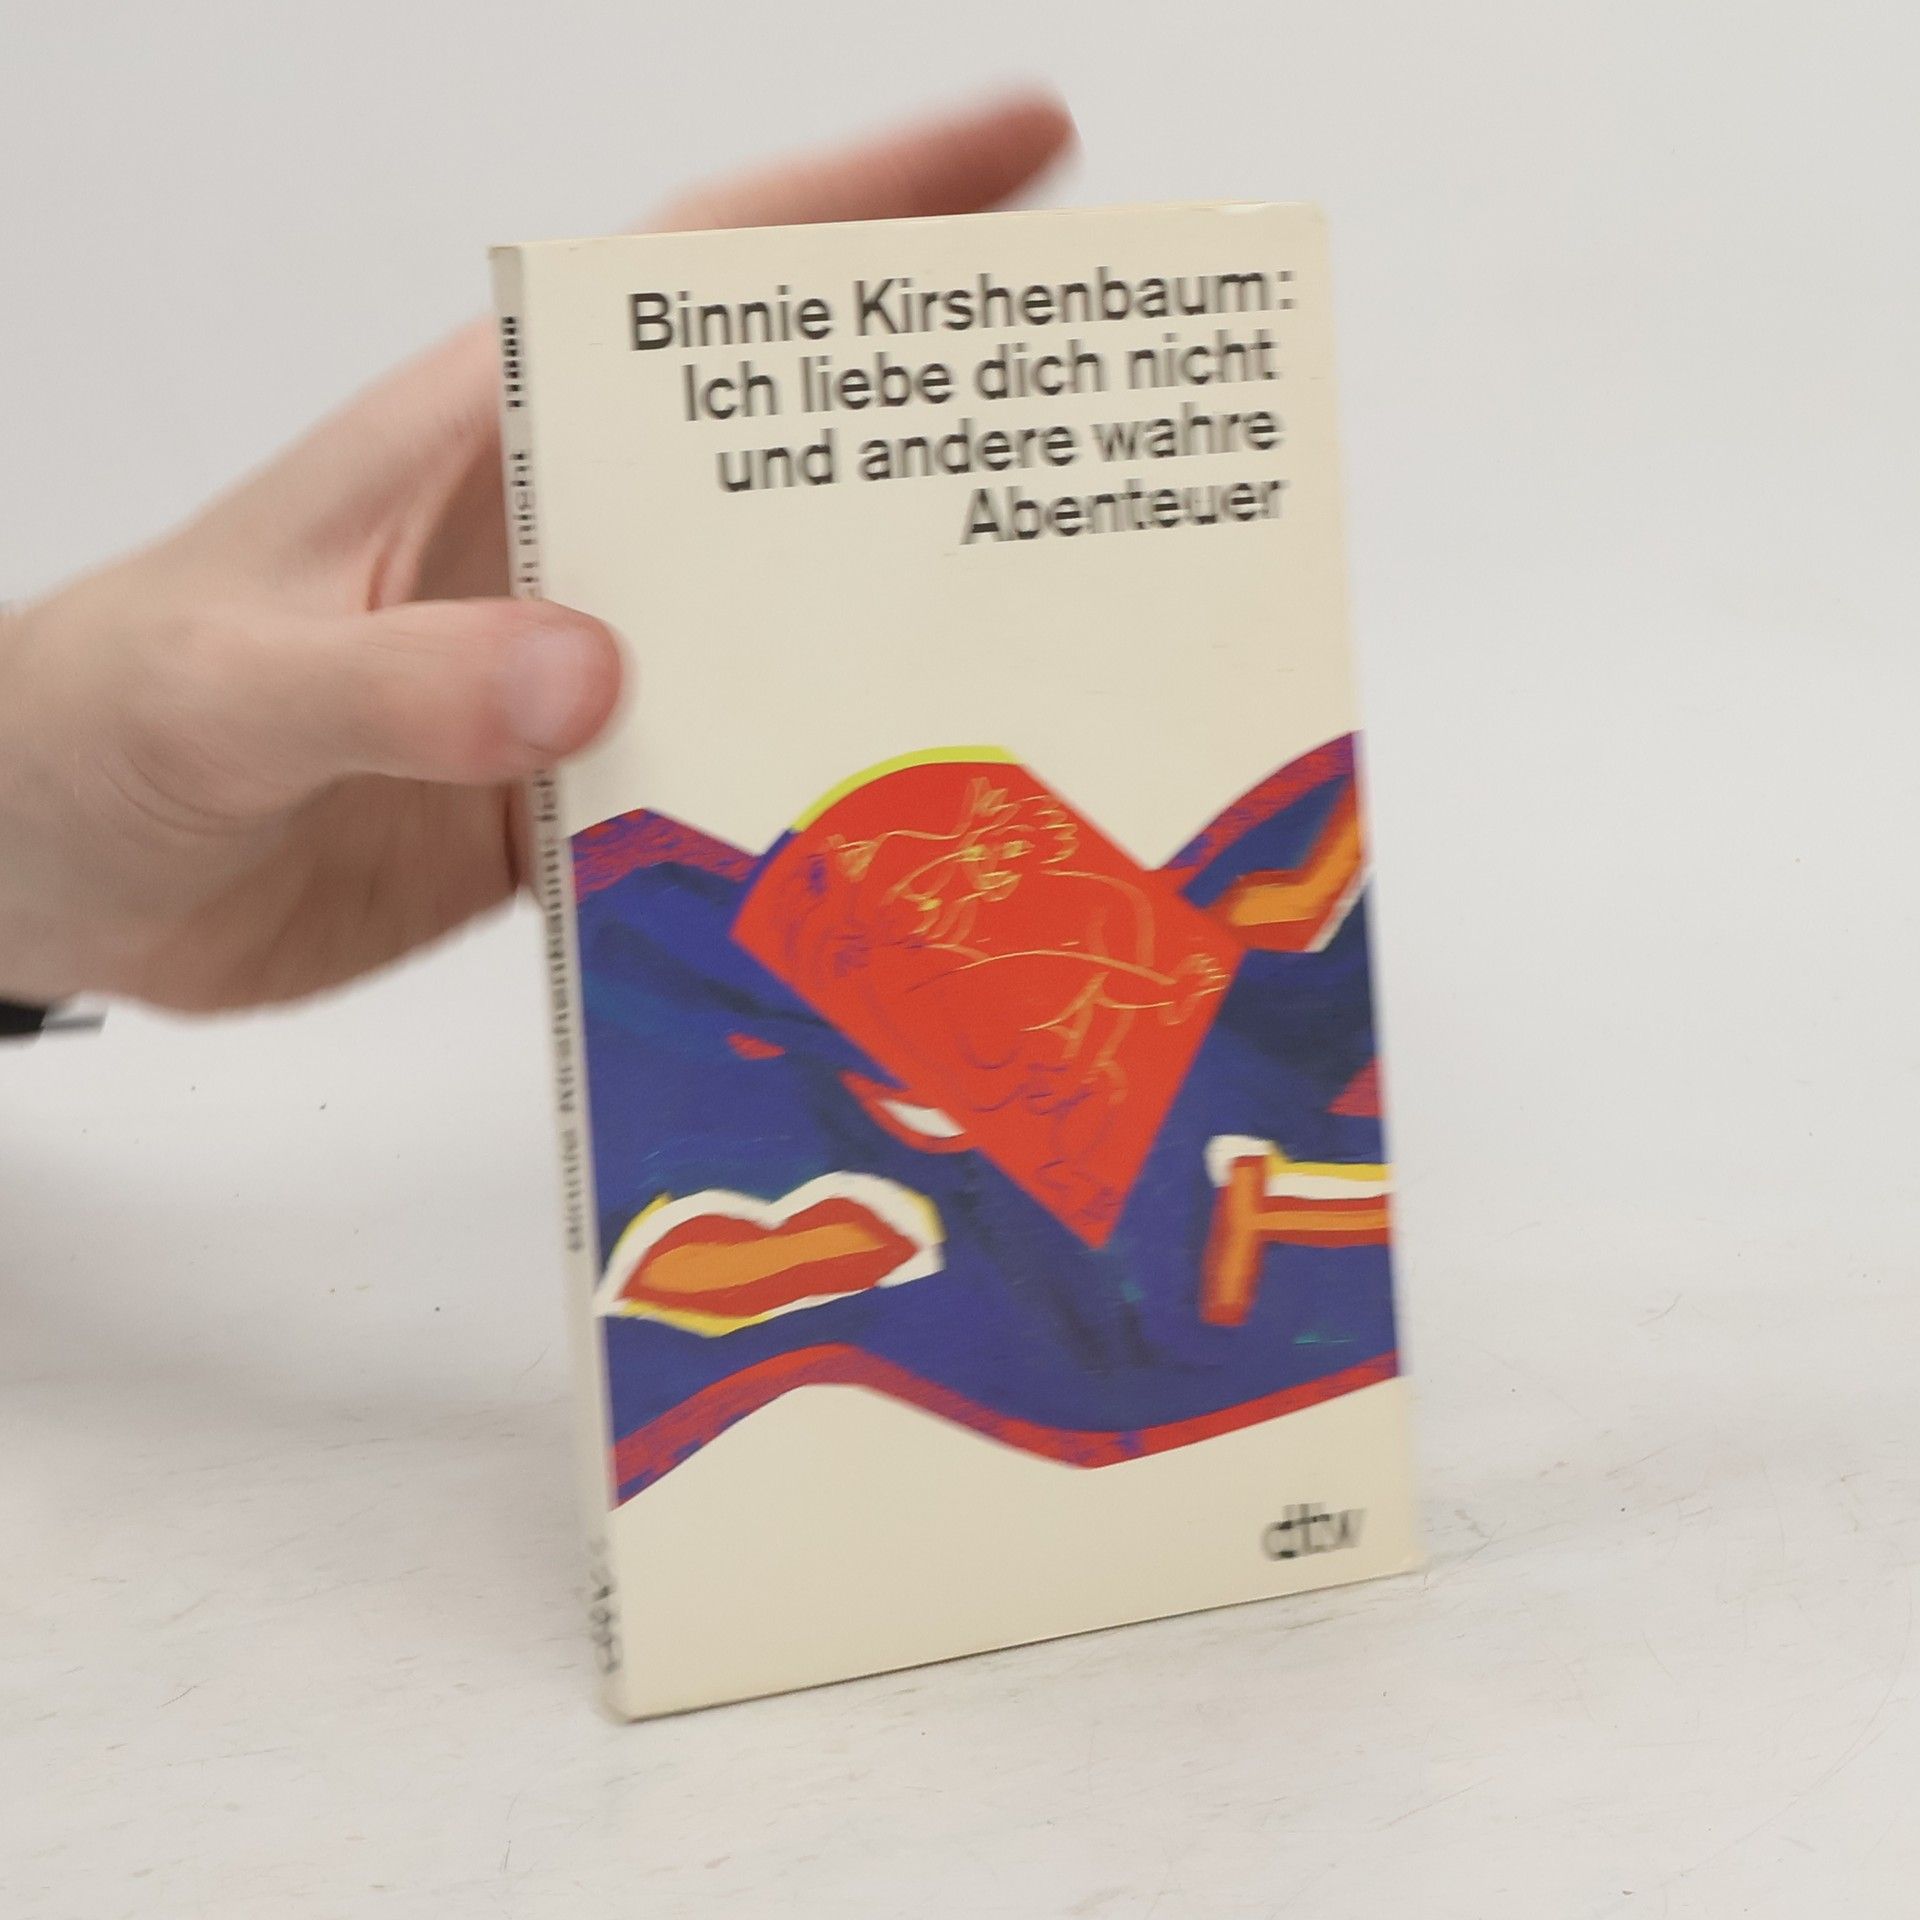 Binnie Kirshenbaum:
Ich liebe dich nicht
und andere wahre
Abenteuer
dtv